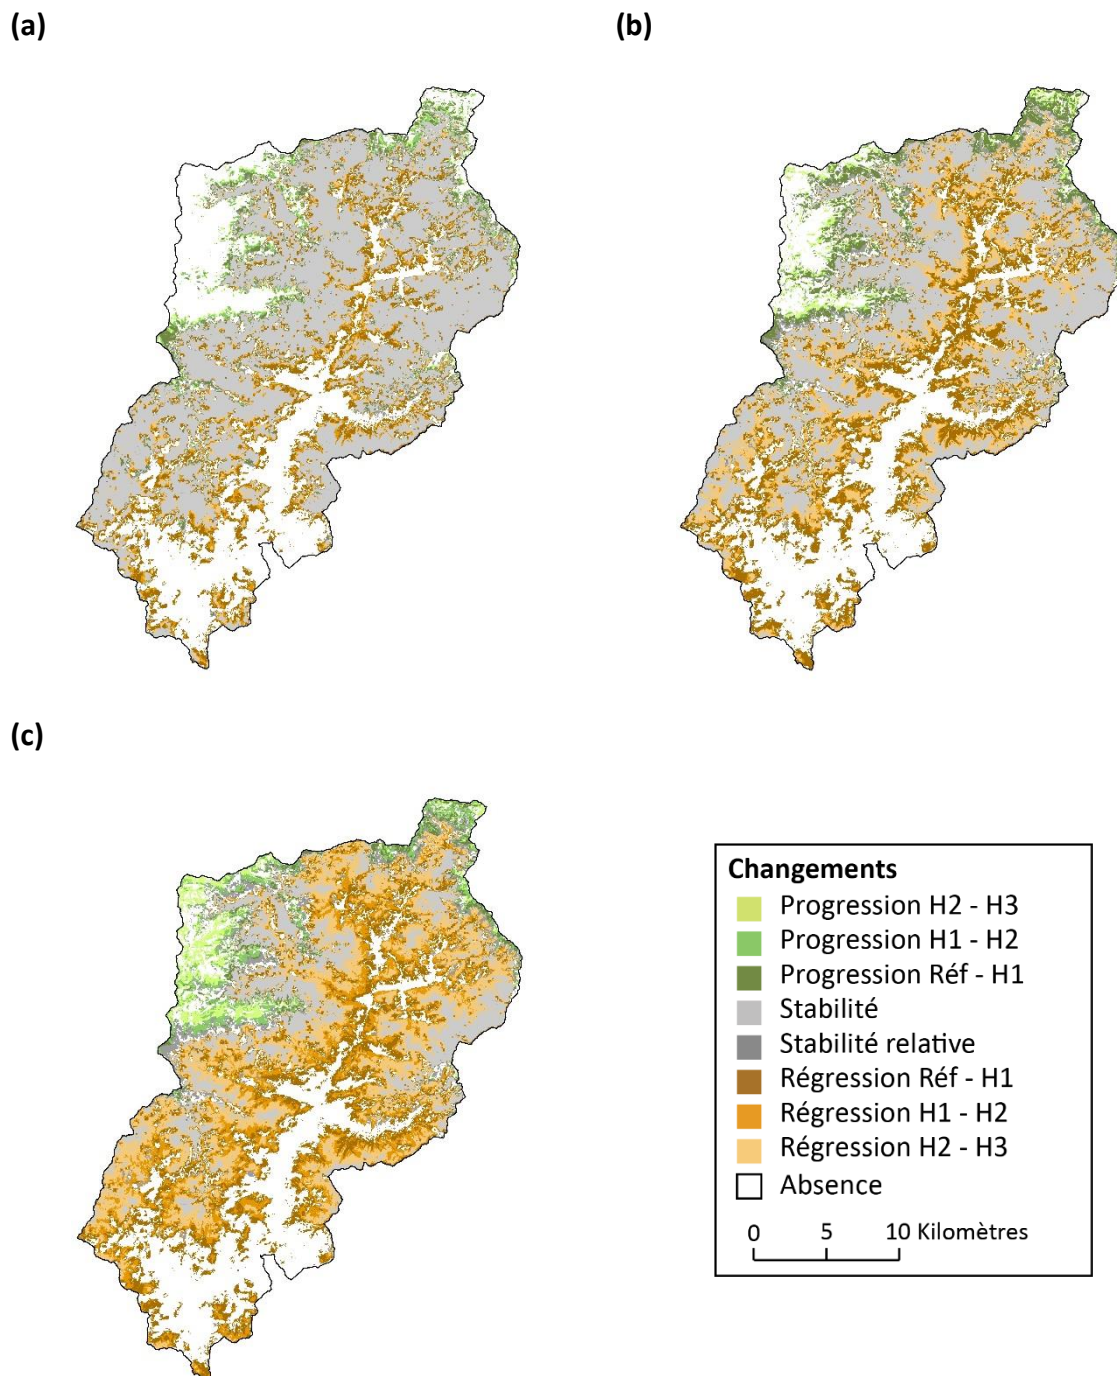 (a)
(b)
(c)
Changements
Progression H2 - H3
Progression H1 - H2
Progression Réf - H1
Stabilité
Stabilité relative
Régression Réf - H1
Régression H1 - H2
Régression H2 - H3
Absence
0 5 10 Kilomètres